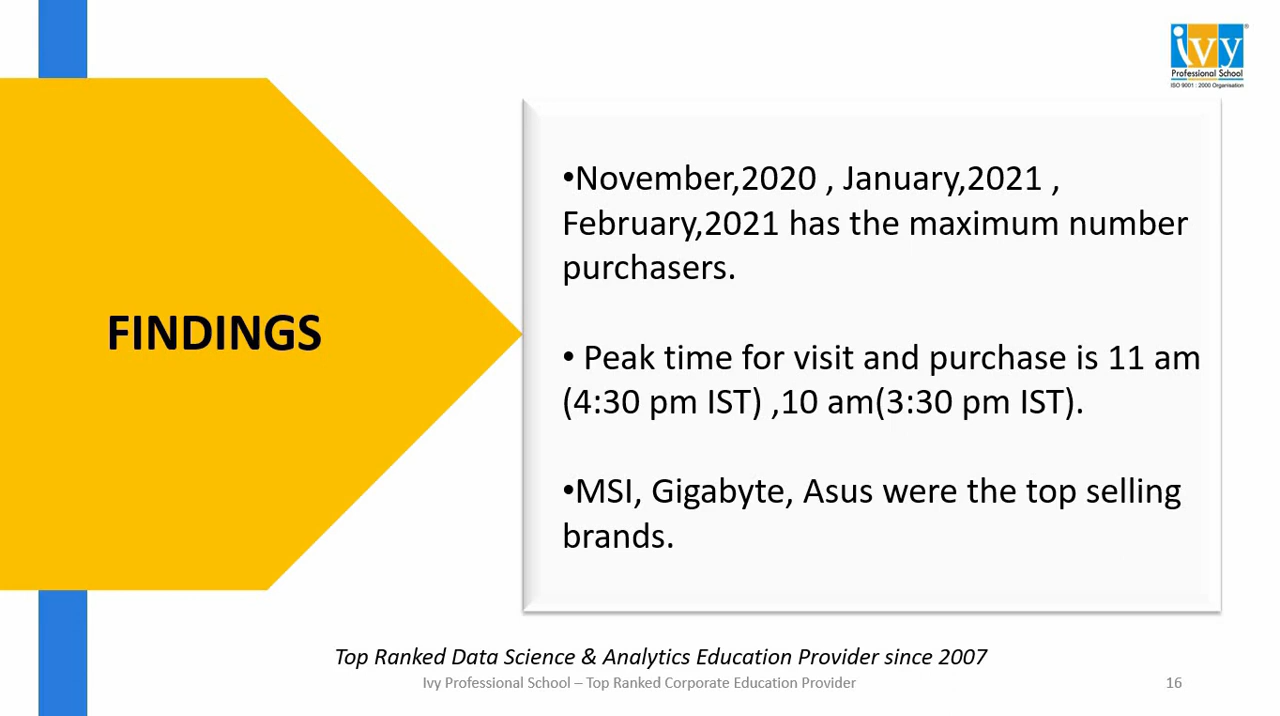 ivy
Professional School
ISO 9001 : 2000 Organisation
FINDINGS
•November,2020 , January,2021 ,
February,2021 has the maximum number
purchasers.
• Peak time for visit and purchase is 11 am
(4:30 pm IST) ,10 am(3:30 pm IST).
•MSI, Gigabyte, Asus were the top selling
brands.
Top Ranked Data Science & Analytics Education Provider since 2007
Ivy Professional School – Top Ranked Corporate Education Provider
16